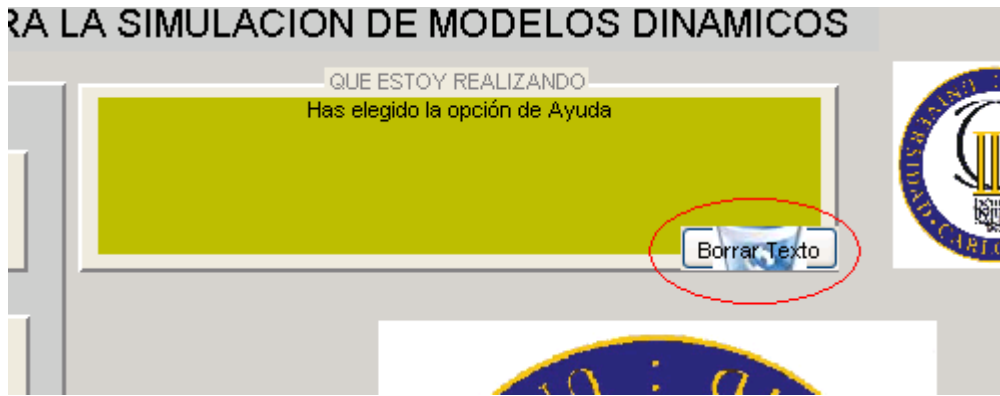 RA LA SIMULACION DE MODELOS DINAMICOS
QUE ESTOY REALIZANDO
Has elegido la opción de Ayuda
Borrar Texto